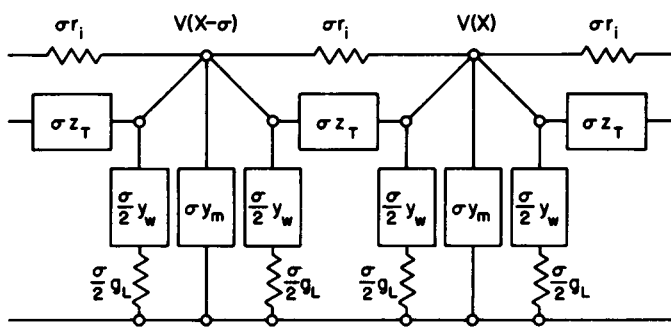 σr_i V(X-σ) σr_i V(X) σr_i
σz_T σz_T σz_T
σ/2 y_w σy_m σ/2 y_w σ/2 y_w σy_m σ/2 y_w
σ/2 g_L σ/2 g_L σ/2 g_L σ/2 g_L